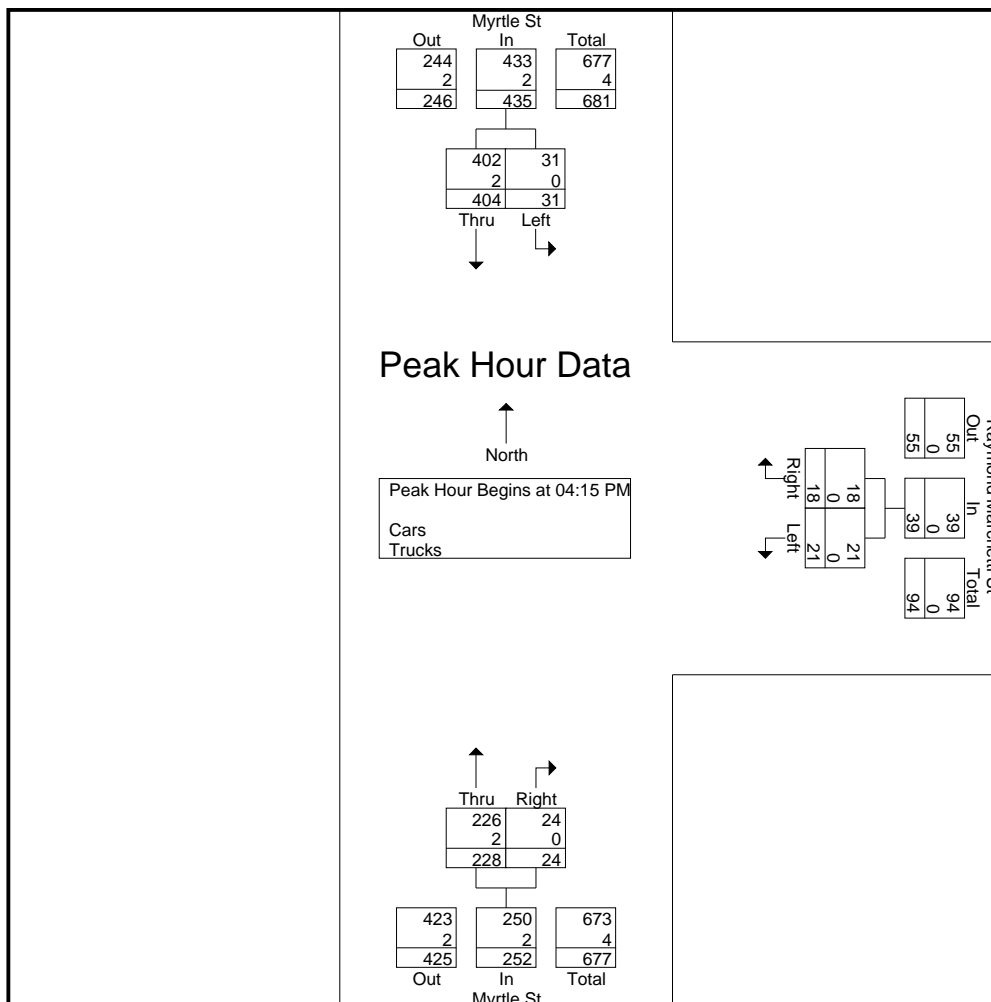 Myrtle St
Out In Total
244 433 677
2 2 4
246 435 681
402 31
2 0
404 31
Thru Left
Peak Hour Data
North
Peak Hour Begins at 04:15 PM
Cars
Trucks
Out In Total
55 39 94
0 0 0
55 39 94
18 21
0 0
18 21
Right Left
Thru Right
226 24
2 0
228 24
423 250 673
2 2 4
425 252 677
Out In Total
Myrtle St